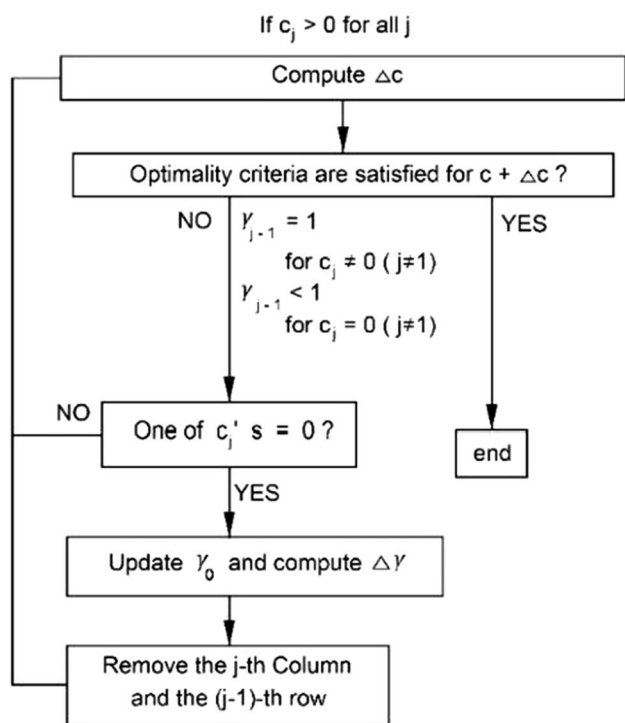 If c_j > 0 for all j
Compute △c
Optimality criteria are satisfied for c + △c ?
NO
γ_{j-1} = 1
YES
for c_j ≠ 0 ( j≠1)
γ_{j-1} < 1
for c_j = 0 (j≠1)
NO
One of c_j' s = 0 ?
end
YES
Update γ_0 and compute △γ
Remove the j-th Column
and the (j-1)-th row